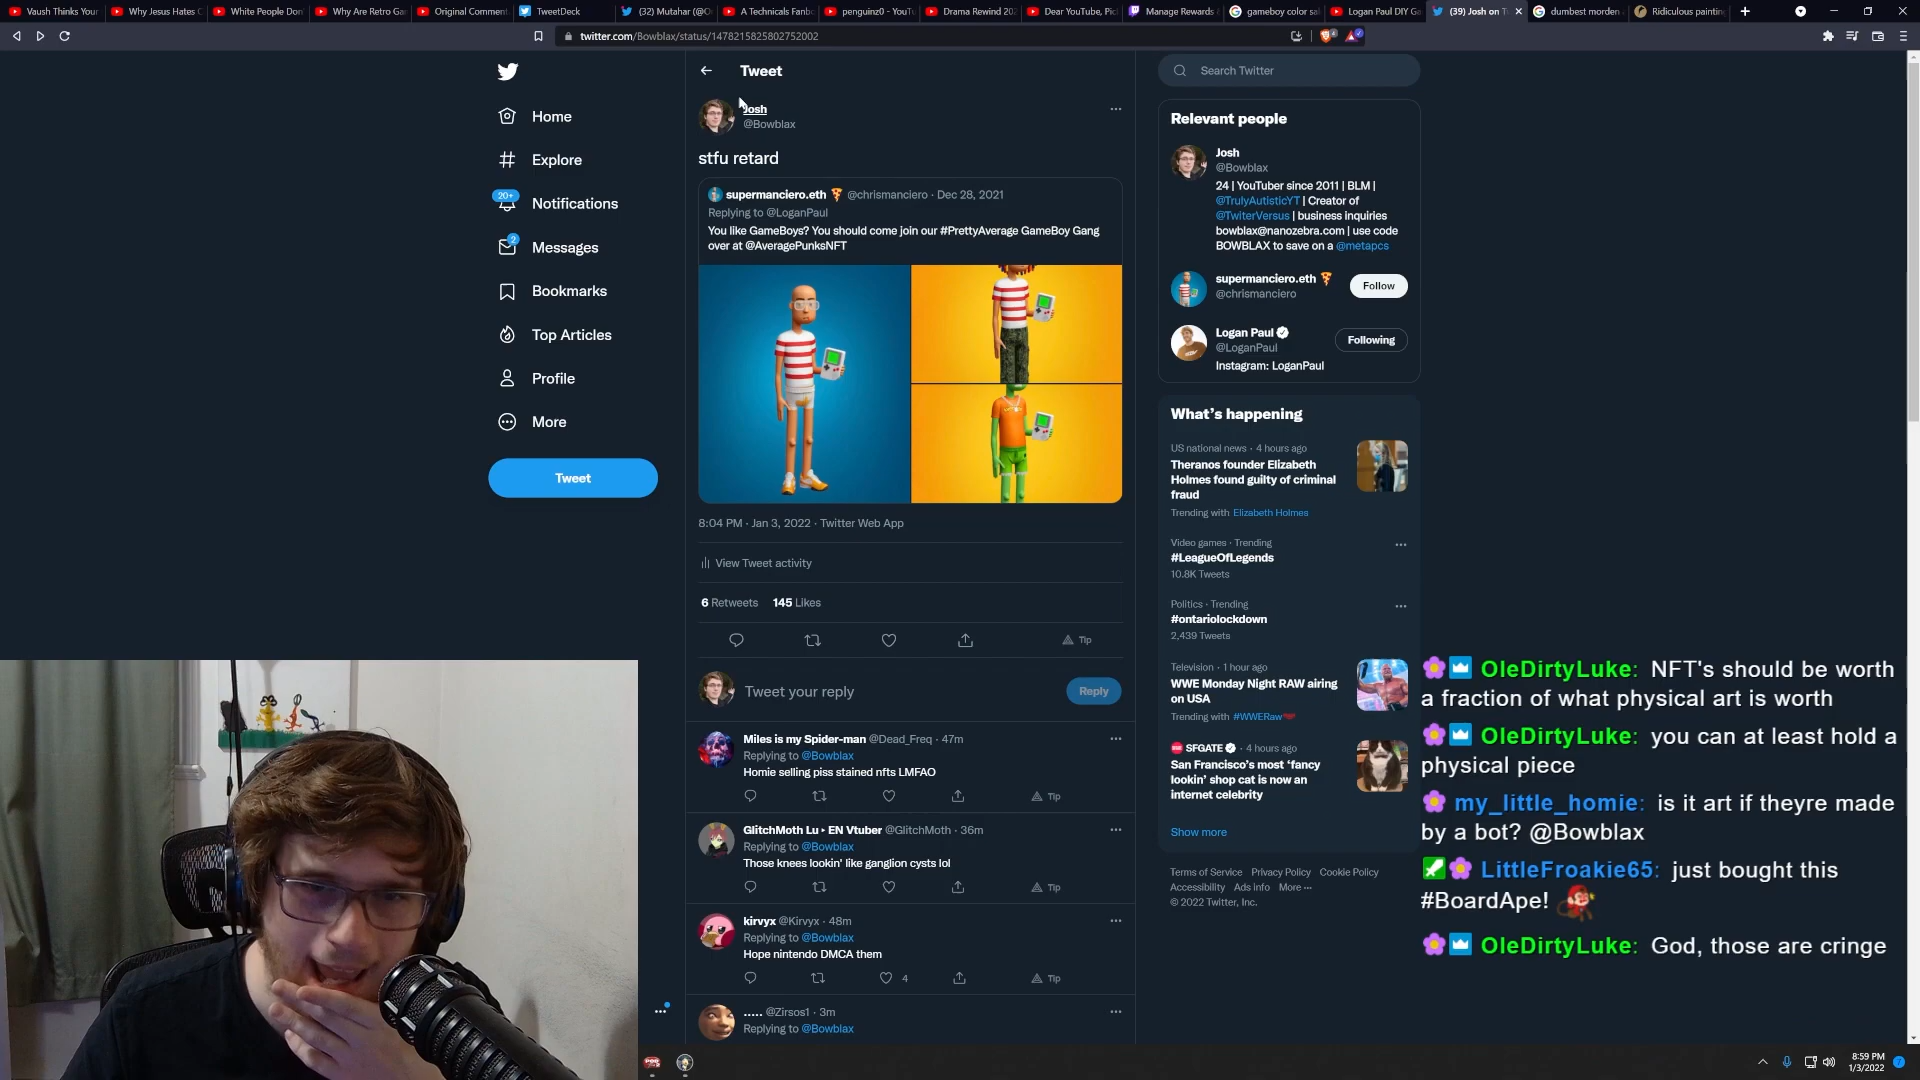 Vaush Thinks Your
Why Jesus Hates C
White People Don'
Why Are Retro Ga
Original Comment
TweetDeck
(32) Mutahar (@O
A Technicals Fanb
penguinz0 - YouTu
Drama Rewind 202
Dear YouTube, Pic
Manage Rewards
gameboy color sa
Logan Paul DIY Ga
(39) Josh on T
dumbest morden
Ridiculous painting
twitter.com/Bowblax/status/1478215825802752002
Home
Explore
20+
Notifications
2
Messages
Bookmarks
Top Articles
Profile
More
Tweet
Tweet
Josh
@Bowblax
stfu retard
supermanciero.eth 🍕 @chrismanciero · Dec 28, 2021
Replying to @LoganPaul
You like GameBoys? You should come join our #PrettyAverage GameBoy Gang
over at @AveragePunksNFT
8:04 PM · Jan 3, 2022 · Twitter Web App
View Tweet activity
6 Retweets 145 Likes
Tip
Tweet your reply
Reply
Miles is my Spider-man @Dead_Freq · 47m
Replying to @Bowblax
Homie selling piss stained nfts LMFAO
Tip
GlitchMoth Lu ▸ EN Vtuber @GlitchMoth · 36m
Replying to @Bowblax
Those knees lookin' like ganglion cysts lol
Tip
kirvyx @Kirvyx · 48m
Replying to @Bowblax
Hope nintendo DMCA them
4
Tip
..... @Zirsos1 · 3m
Replying to @Bowblax
Search Twitter
Relevant people
Josh
@Bowblax
24 | YouTuber since 2011 | BLM |
@TrulyAutisticYT | Creator of
@TwiterVersus | business inquiries
bowblax@nanozebra.com | use code
BOWBLAX to save on a @metapcs
supermanciero.eth 🍕
@chrismanciero
Follow
Logan Paul
@LoganPaul
Following
Instagram: LoganPaul
What's happening
US national news · 4 hours ago
Theranos founder Elizabeth
Holmes found guilty of criminal
fraud
Trending with Elizabeth Holmes
Video games · Trending
#LeagueOfLegends
10.8K Tweets
Politics · Trending
#ontariolockdown
2,439 Tweets
Television · 1 hour ago
WWE Monday Night RAW airing
on USA
Trending with #WWERaw
SFGATE · 4 hours ago
San Francisco's most 'fancy
lookin' shop cat is now an
internet celebrity
Show more
Terms of Service Privacy Policy Cookie Policy
Accessibility Ads info More ···
© 2022 Twitter, Inc.
OleDirtyLuke: NFT's should be worth
a fraction of what physical art is worth
OleDirtyLuke: you can at least hold a
physical piece
my_little_homie: is it art if theyre made
by a bot? @Bowblax
LittleFroakie65: just bought this
#BoardApe!
OleDirtyLuke: God, those are cringe
8:59 PM
1/3/2022
7